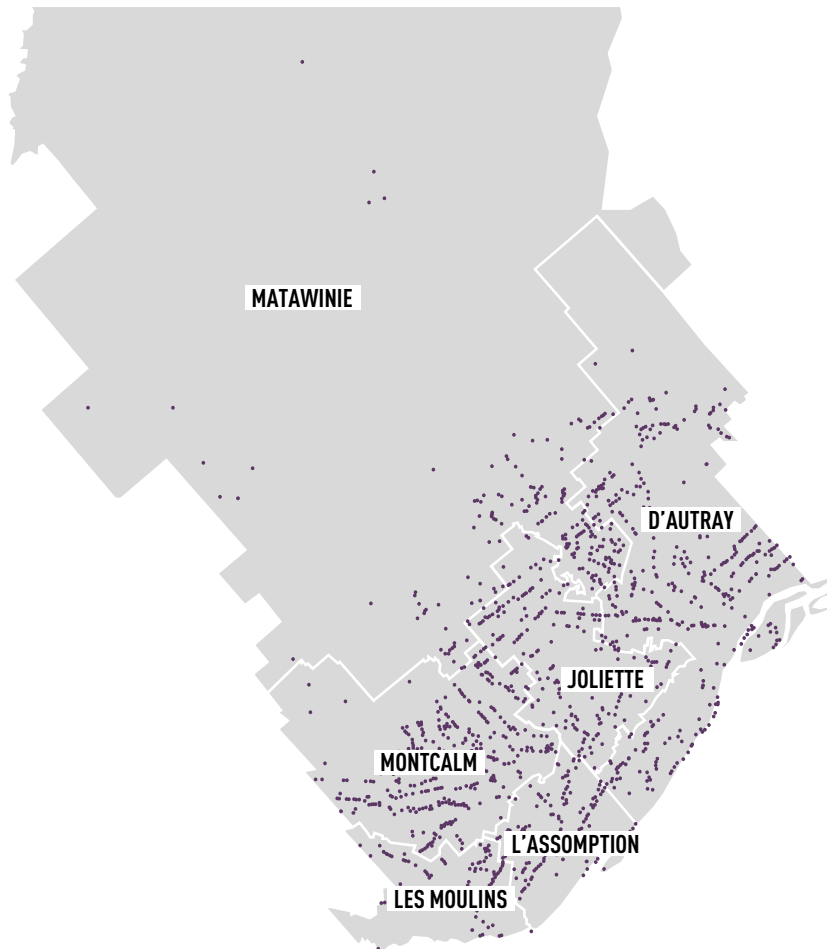 MATAWINIE
D'AUTRAY
JOLIETTE
MONTCALM
L'ASSOMPTION
LES MOULINS